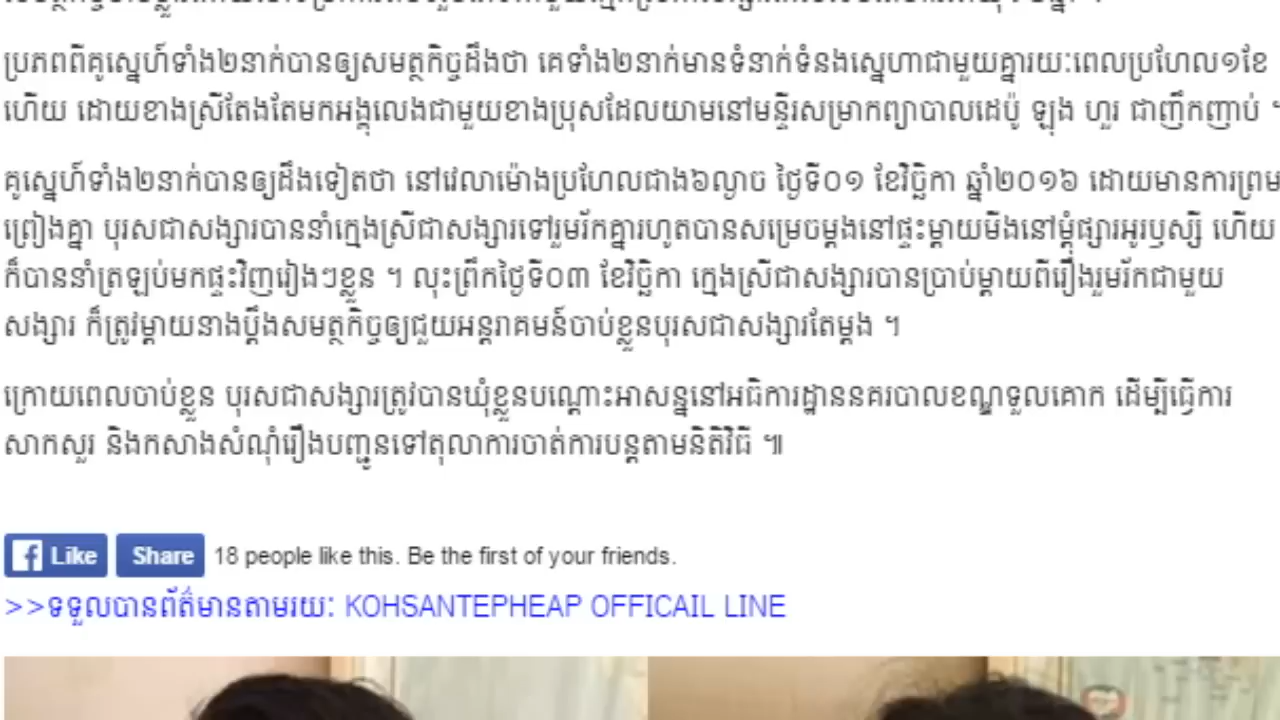 ប្រភពពីគូស្នេហ៍ទាំង២នាក់បានឲ្យសមត្ថកិច្ចដឹងថា គេទាំង២នាក់មានទំនាក់ទំនងស្នេហាជាមួយគ្នារយៈពេលប្រហែល១ខែ
ហើយ ដោយខាងស្រីតែងតែមកអង្គុលេងជាមួយខាងប្រុសដែលយាមនៅមន្ទីរសម្រាកព្យាបាលដេប៉ូ ឡុង ហួរ ជាញឹកញាប់ ។
គូស្នេហ៍ទាំង២នាក់បានឲ្យដឹងទៀតថា នៅវេលាម៉ោងប្រហែលជាង៦ល្ងាច ថ្ងៃទី០១ ខែវិច្ឆិកា ឆ្នាំ២០១៦ ដោយមានការព្រម
ព្រៀងគ្នា បុរសជាសង្សារបាននាំក្មេងស្រីជាសង្សារទៅរួមរ័កគ្នារហូតបានសម្រេចម្តងនៅផ្ទះម្តាយមីងនៅម្តុំផ្សារអូរឫស្សី ហើយ
ក៏បាននាំត្រឡប់មកផ្ទះវិញរៀងៗខ្លួន ។ លុះព្រឹកថ្ងៃទី០៣ ខែវិច្ឆិកា ក្មេងស្រីជាសង្សារបានប្រាប់ម្តាយពីរឿងរួមរ័កជាមួយ
សង្សារ ក៏ត្រូវម្តាយនាងប្តឹងសមត្ថកិច្ចឲ្យជួយអន្តរាគមន៍ចាប់ខ្លួនបុរសជាសង្សារតែម្តង ។
ក្រោយពេលចាប់ខ្លួន បុរសជាសង្សារត្រូវបានឃុំខ្លួនបណ្តោះអាសន្ននៅអធិការដ្ឋាននគរបាលខណ្ឌទួលគោក ដើម្បីធ្វើការ
សាកសួរ និងកសាងសំណុំរឿងបញ្ជូនទៅតុលាការចាត់ការបន្តតាមនិតិវិធី ៕
Like Share 18 people like this. Be the first of your friends.
>>ទទួលបានព័ត៌មានតាមរយៈ KOHSANTEPHEAP OFFICAIL LINE